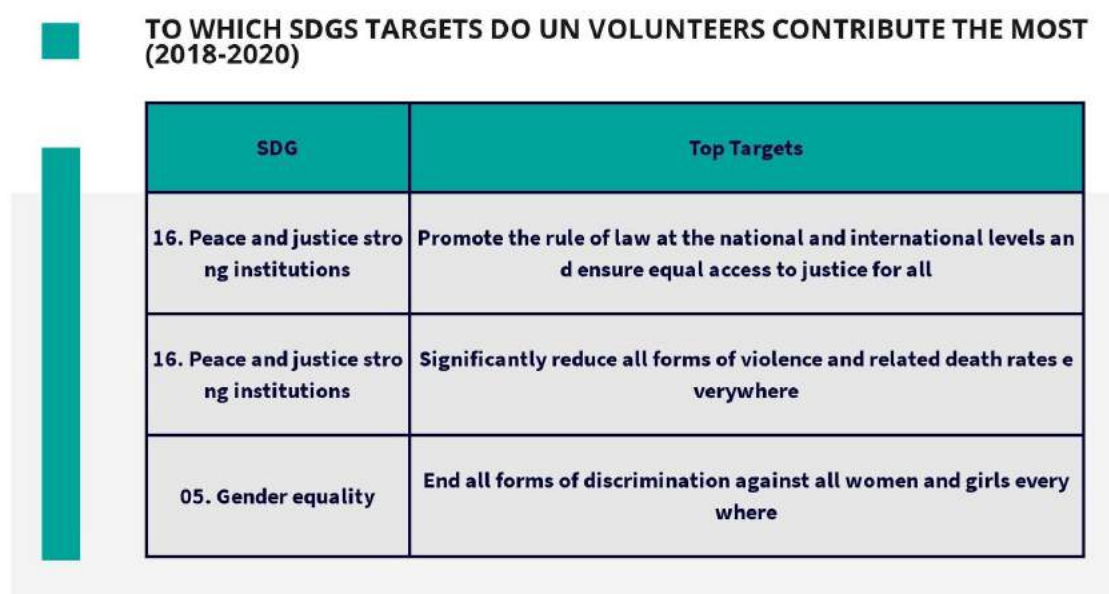 TO WHICH SDGS TARGETS DO UN VOLUNTEERS CONTRIBUTE THE MOST
(2018-2020)
SDG
Top Targets
16. Peace and justice stro
ng institutions
Promote the rule of law at the national and international levels an
d ensure equal access to justice for all
16. Peace and justice stro
ng institutions
Significantly reduce all forms of violence and related death rates e
verywhere
05. Gender equality
End all forms of discrimination against all women and girls every
where